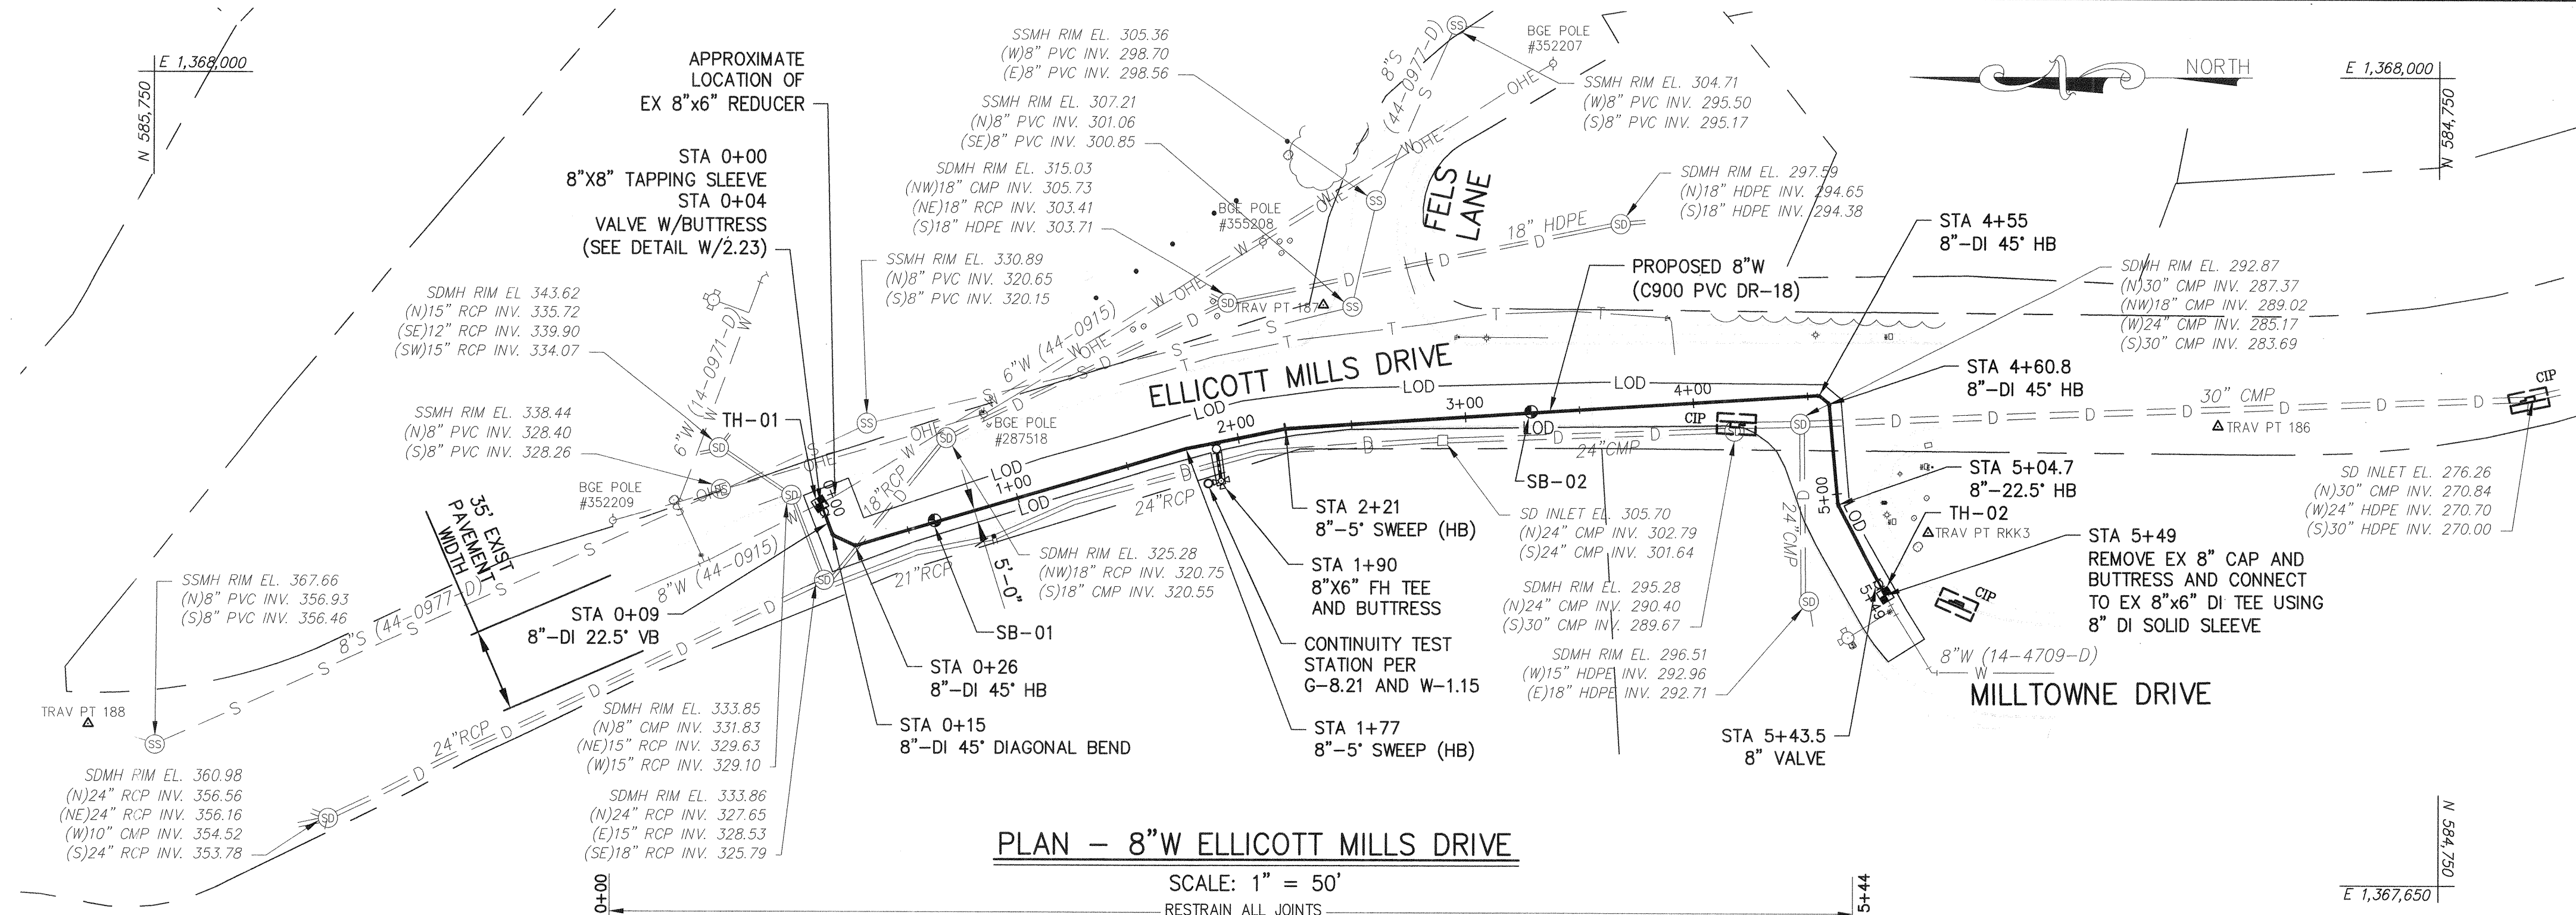 E 1,368,000
N 585,750
APPROXIMATE
LOCATION OF
EX 8"x6" REDUCER
STA 0+00
8"X8" TAPPING SLEEVE
STA 0+04
VALVE W/BUTTRESS
(SEE DETAIL W/2.23)
SSMH RIM EL. 305.36
(W)8" PVC INV. 298.70
(E)8" PVC INV. 298.56
SSMH RIM EL. 307.21
(N)8" PVC INV. 301.06
(SE)8" PVC INV. 300.85
SDMH RIM EL. 315.03
(NW)18" CMP INV. 305.73
(NE)18" RCP INV. 303.41
(S)18" HDPE INV. 303.71
SSMH RIM EL. 330.89
(N)8" PVC INV. 320.65
(S)8" PVC INV. 320.15
8"S
(44-0977-D)
SS
BGE POLE
#352207
SSMH RIM EL. 304.71
(W)8" PVC INV. 295.50
(S)8" PVC INV. 295.17
NORTH
E 1,368,000
N 584,750
BGE POLE
#355208
FELS
LANE
18" HDPE
SDMH RIM EL. 297.59
(N)18" HDPE INV. 294.65
(S)18" HDPE INV. 294.38
PROPOSED 8"W
(C900 PVC DR-18)
STA 4+55
8"-DI 45° HB
SDMH RIM EL. 292.87
(N)30" CMP INV. 287.37
(NW)18" CMP INV. 289.02
(W)24" CMP INV. 285.17
(S)30" CMP INV. 283.69
STA 4+60.8
8"-DI 45° HB
SDMH RIM EL 343.62
(N)15" RCP INV. 335.72
(SE)12" RCP INV. 339.90
(SW)15" RCP INV. 334.07
6"W (14-0971-D)
TRAV PT 187
6"W (44-0915)
ELLICOTT MILLS DRIVE
LOD
LOD
LOD
LOD
LOD
LOD
LOD
LOD
OHE
OHE
OHE
OHE
OHE
TH-01
SSMH RIM EL. 338.44
(N)8" PVC INV. 328.40
(S)8" PVC INV. 328.26
BGE POLE
#287518
BGE POLE
#352209
0+00
1+00
2+00
3+00
4+00
5+00
5+49
18"RCP
24"RCP
24"CMP
CIP
30" CMP
TRAV PT 186
CIP
35' EXIST
PAVEMENT
WIDTH
8"W (44-0915)
21"RCP
5'-0"
SB-01
SB-02
STA 2+21
8"-5° SWEEP (HB)
STA 1+90
8"X6" FH TEE
AND BUTTRESS
CONTINUITY TEST
STATION PER
G-8.21 AND W-1.15
STA 1+77
8"-5° SWEEP (HB)
SDMH RIM EL. 325.28
(NW)18" RCP INV. 320.75
(S)18" CMP INV. 320.55
SD INLET EL. 305.70
(N)24" CMP INV. 302.79
(S)24" CMP INV. 301.64
SDMH RIM EL. 295.28
(N)24" CMP INV. 290.40
(S)30" CMP INV. 289.67
SDMH RIM EL. 296.51
(W)15" HDPE INV. 292.96
(E)18" HDPE INV. 292.71
24"CMP
STA 5+04.7
8"-22.5° HB
TH-02
TRAV PT RKK3
STA 5+49
REMOVE EX 8" CAP AND
BUTTRESS AND CONNECT
TO EX 8"x6" DI TEE USING
8" DI SOLID SLEEVE
CIP
SD INLET EL. 276.26
(N)30" CMP INV. 270.84
(W)24" HDPE INV. 270.70
(S)30" HDPE INV. 270.00
8"W (14-4709-D)
MILLTOWNE DRIVE
STA 5+43.5
8" VALVE
SSMH RIM EL. 367.66
(N)8" PVC INV. 356.93
(S)8" PVC INV. 356.46
8"S (44-0977-D)
STA 0+09
8"-DI 22.5° VB
STA 0+26
8"-DI 45° HB
STA 0+15
8"-DI 45° DIAGONAL BEND
TRAV PT 188
SS
24"RCP
SD
SDMH RIM EL. 360.98
(N)24" RCP INV. 356.56
(NE)24" RCP INV. 356.16
(W)10" CMP INV. 354.52
(S)24" RCP INV. 353.78
SDMH RIM EL. 333.85
(N)8" CMP INV. 331.83
(NE)15" RCP INV. 329.63
(W)15" RCP INV. 329.10
SDMH RIM EL. 333.86
(N)24" RCP INV. 327.65
(E)15" RCP INV. 328.53
(SE)18" RCP INV. 325.79
PLAN - 8"W ELLICOTT MILLS DRIVE
SCALE: 1" = 50'
0+00
RESTRAIN ALL JOINTS
5+44
N 584,750
E 1,367,650